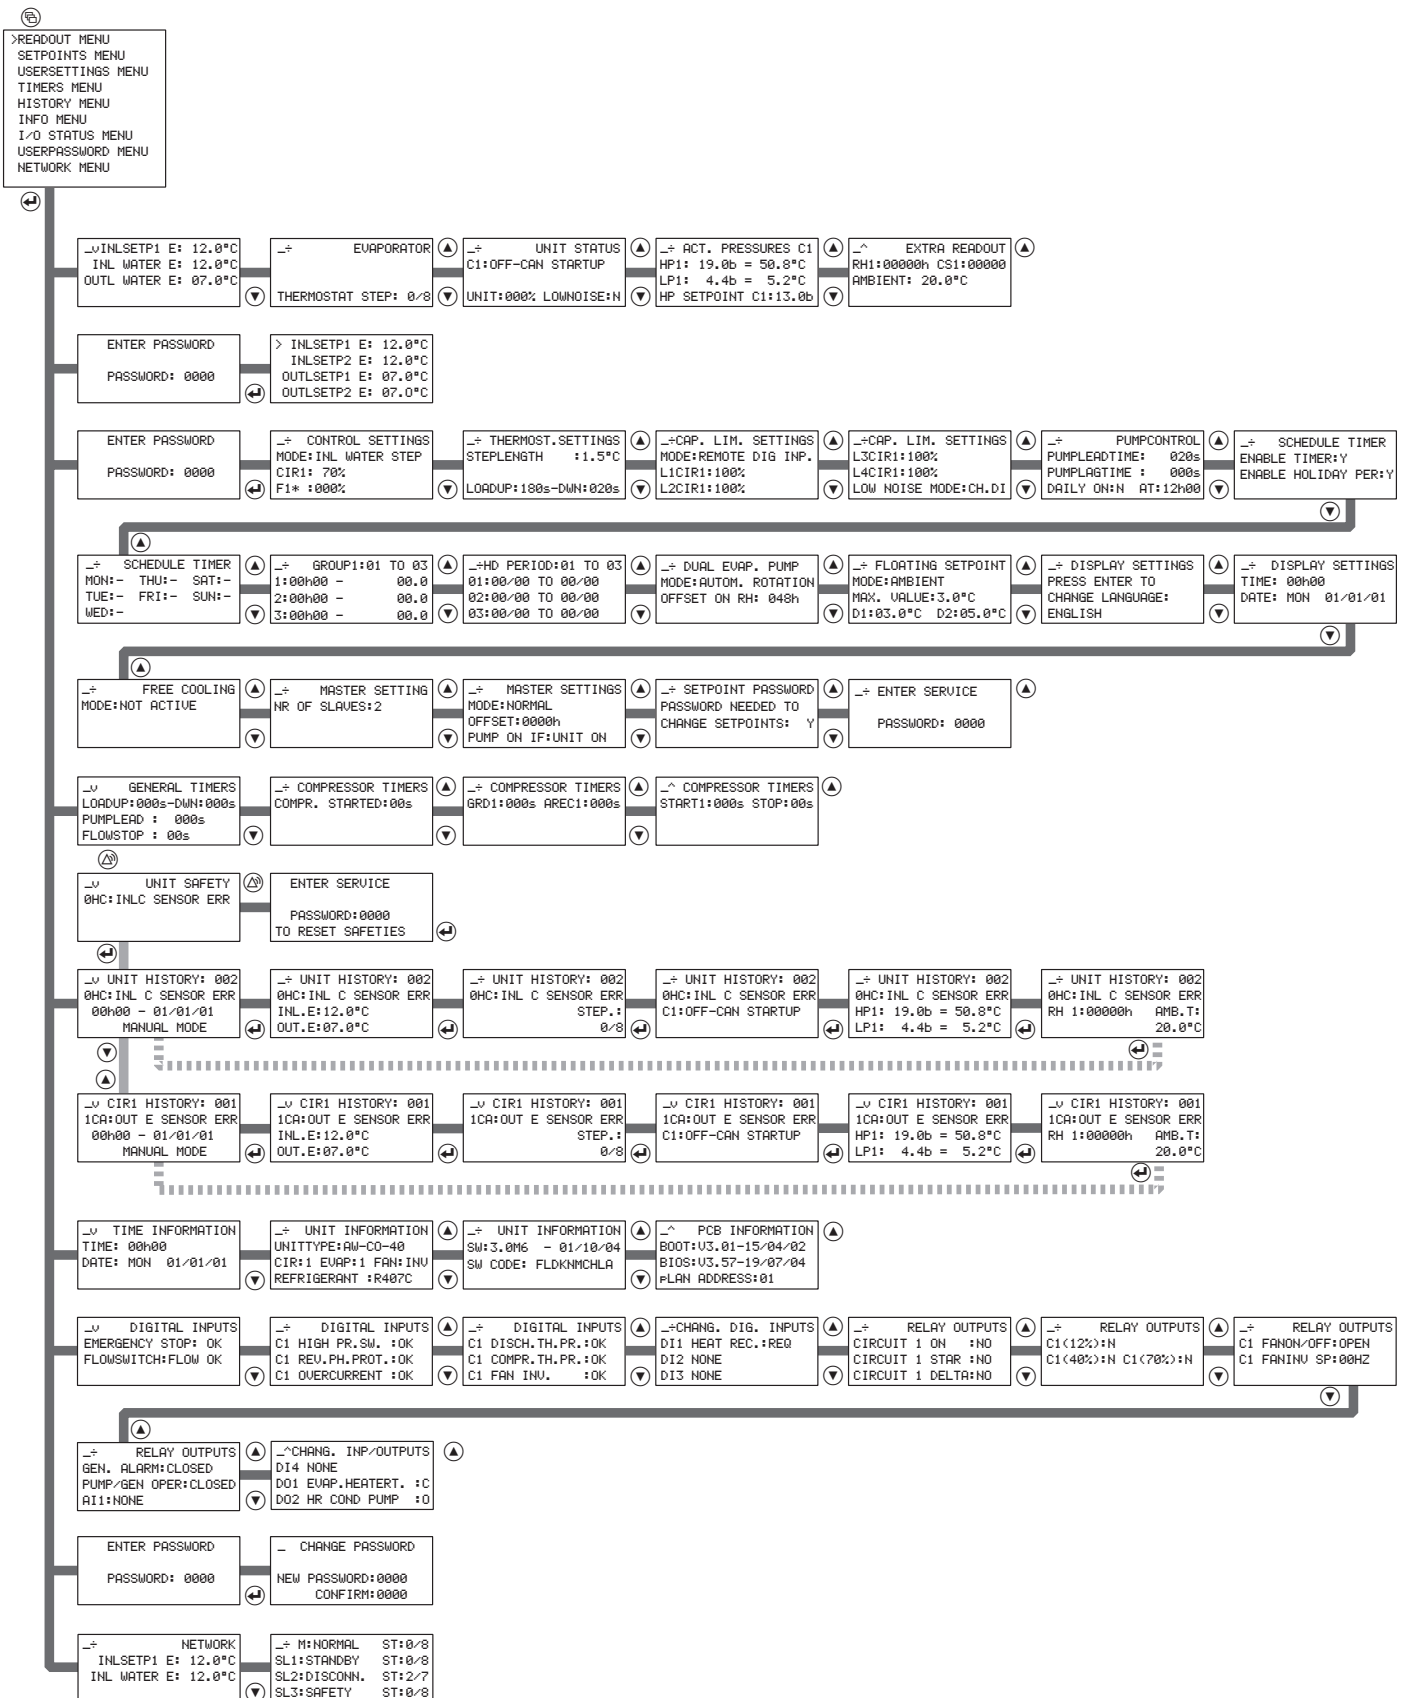 >READOUT MENU
SETPOINTS MENU
USERSETTINGS MENU
TIMERS MENU
HISTORY MENU
INFO MENU
I/O STATUS MENU
USERPASSWORD MENU
NETWORK MENU
_vINLSETP1 E: 12.0°C
INL WATER E: 12.0°C
OUTL WATER E: 07.0°C
_÷ EVAPORATOR
THERMOSTAT STEP: 0/8
_÷ UNIT STATUS
C1:OFF-CAN STARTUP
UNIT:000% LOWNOISE:N
_÷ ACT. PRESSURES C1
HP1: 19.0b = 50.8°C
LP1: 4.4b = 5.2°C
HP SETPOINT C1:13.0b
_^ EXTRA READOUT
RH1:00000h CS1:00000
AMBIENT: 20.0°C
ENTER PASSWORD
PASSWORD: 0000
> INLSETP1 E: 12.0°C
INLSETP2 E: 12.0°C
OUTLSETP1 E: 07.0°C
OUTLSETP2 E: 07.0°C
ENTER PASSWORD
PASSWORD: 0000
_÷ CONTROL SETTINGS
MODE:INL WATER STEP
CIR1: 70%
F1* :000%
_÷ THERMOST.SETTINGS
STEPLENGTH :1.5°C
LOADUP:180s-DWN:020s
_÷CAP. LIM. SETTINGS
MODE:REMOTE DIG INP.
L1CIR1:100%
L2CIR1:100%
_÷CAP. LIM. SETTINGS
L3CIR1:100%
L4CIR1:100%
LOW NOISE MODE:CH.DI
_÷ PUMPCONTROL
PUMPLEADTIME: 020s
PUMPLAGTIME : 000s
DAILY ON:N AT:12h00
_÷ SCHEDULE TIMER
ENABLE TIMER:Y
ENABLE HOLIDAY PER:Y
_÷ SCHEDULE TIMER
MON:- THU:- SAT:-
TUE:- FRI:- SUN:-
WED:-
_÷ GROUP1:01 TO 03
1:00h00 - 00.0
2:00h00 - 00.0
3:00h00 - 00.0
_÷HD PERIOD:01 TO 03
01:00/00 TO 00/00
02:00/00 TO 00/00
03:00/00 TO 00/00
_÷ DUAL EVAP. PUMP
MODE:AUTOM. ROTATION
OFFSET ON RH: 048h
_÷ FLOATING SETPOINT
MODE:AMBIENT
MAX. VALUE:3.0°C
D1:03.0°C D2:05.0°C
_÷ DISPLAY SETTINGS
PRESS ENTER TO
CHANGE LANGUAGE:
ENGLISH
_÷ DISPLAY SETTINGS
TIME: 00h00
DATE: MON 01/01/01
_÷ FREE COOLING
MODE:NOT ACTIVE
_÷ MASTER SETTING
NR OF SLAVES:2
_÷ MASTER SETTINGS
MODE:NORMAL
OFFSET:0000h
PUMP ON IF:UNIT ON
_÷ SETPOINT PASSWORD
PASSWORD NEEDED TO
CHANGE SETPOINTS: Y
_÷ ENTER SERVICE
PASSWORD: 0000
_v GENERAL TIMERS
LOADUP:000s-DWN:000s
PUMPLEAD : 000s
FLOWSTOP : 00s
_÷ COMPRESSOR TIMERS
COMPR. STARTED:00s
_÷ COMPRESSOR TIMERS
GRD1:000s AREC1:000s
_^ COMPRESSOR TIMERS
START1:000s STOP:00s
_v UNIT SAFETY
0HC:INLC SENSOR ERR
ENTER SERVICE
PASSWORD:0000
TO RESET SAFETIES
_v UNIT HISTORY: 002
0HC:INL C SENSOR ERR
00h00 - 01/01/01
MANUAL MODE
_÷ UNIT HISTORY: 002
0HC:INL C SENSOR ERR
INL.E:12.0°C
OUT.E:07.0°C
_÷ UNIT HISTORY: 002
0HC:INL C SENSOR ERR
STEP.:
0/8
_÷ UNIT HISTORY: 002
0HC:INL C SENSOR ERR
C1:OFF-CAN STARTUP
_÷ UNIT HISTORY: 002
0HC:INL C SENSOR ERR
HP1: 19.0b = 50.8°C
LP1: 4.4b = 5.2°C
_÷ UNIT HISTORY: 002
0HC:INL C SENSOR ERR
RH 1:00000h AMB.T:
20.0°C
_v CIR1 HISTORY: 001
1CA:OUT E SENSOR ERR
00h00 - 01/01/01
MANUAL MODE
_v CIR1 HISTORY: 001
1CA:OUT E SENSOR ERR
INL.E:12.0°C
OUT.E:07.0°C
_v CIR1 HISTORY: 001
1CA:OUT E SENSOR ERR
STEP.:
0/8
_v CIR1 HISTORY: 001
1CA:OUT E SENSOR ERR
C1:OFF-CAN STARTUP
_v CIR1 HISTORY: 001
1CA:OUT E SENSOR ERR
HP1: 19.0b = 50.8°C
LP1: 4.4b = 5.2°C
_v CIR1 HISTORY: 001
1CA:OUT E SENSOR ERR
RH 1:00000h AMB.T:
20.0°C
_v TIME INFORMATION
TIME: 00h00
DATE: MON 01/01/01
_÷ UNIT INFORMATION
UNITTYPE:AW-CO-40
CIR:1 EVAP:1 FAN:INV
REFRIGERANT :R407C
_÷ UNIT INFORMATION
SW:3.0M6 - 01/10/04
SW CODE: FLDKNMCHLA
_^ PCB INFORMATION
BOOT:V3.01-15/04/02
BIOS:V3.57-19/07/04
pLAN ADDRESS:01
_v DIGITAL INPUTS
EMERGENCY STOP: OK
FLOWSWITCH:FLOW OK
_÷ DIGITAL INPUTS
C1 HIGH PR.SW. :OK
C1 REV.PH.PROT.:OK
C1 OVERCURRENT :OK
_÷ DIGITAL INPUTS
C1 DISCH.TH.PR.:OK
C1 COMPR.TH.PR.:OK
C1 FAN INV. :OK
_÷CHANG. DIG. INPUTS
DI1 HEAT REC.:REQ
DI2 NONE
DI3 NONE
_÷ RELAY OUTPUTS
CIRCUIT 1 ON :NO
CIRCUIT 1 STAR :NO
CIRCUIT 1 DELTA:NO
_÷ RELAY OUTPUTS
C1(12%):N
C1(40%):N C1(70%):N
_÷ RELAY OUTPUTS
C1 FANON/OFF:OPEN
C1 FANINV SP:00HZ
_÷ RELAY OUTPUTS
GEN. ALARM:CLOSED
PUMP/GEN OPER:CLOSED
AI1:NONE
_^CHANG. INP/OUTPUTS
DI4 NONE
DO1 EVAP.HEATERT. :C
DO2 HR COND PUMP :O
ENTER PASSWORD
PASSWORD: 0000
_ CHANGE PASSWORD
NEW PASSWORD:0000
CONFIRM:0000
_÷ NETWORK
INLSETP1 E: 12.0°C
INL WATER E: 12.0°C
_÷ M:NORMAL ST:0/8
SL1:STANDBY ST:0/8
SL2:DISCONN. ST:2/7
SL3:SAFETY ST:0/8